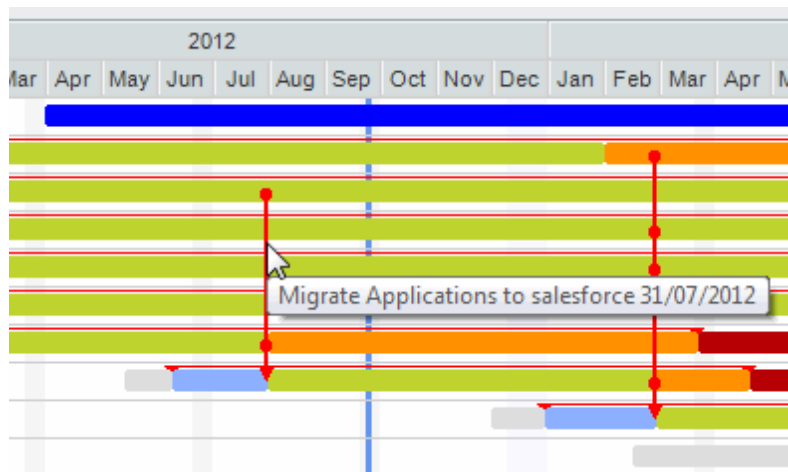 2012
Mar Apr May Jun Jul Aug Sep Oct Nov Dec Jan Feb Mar Apr M
Migrate Applications to salesforce 31/07/2012